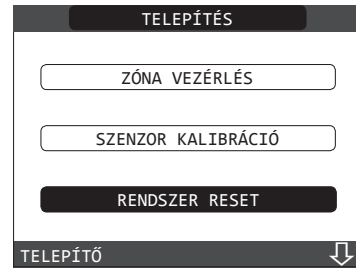 TELEPÍTÉS
ZÓNA VEZÉRLÉS
SZENZOR KALIBRÁCIÓ
RENDSZER RESET
TELEPÍTŐ